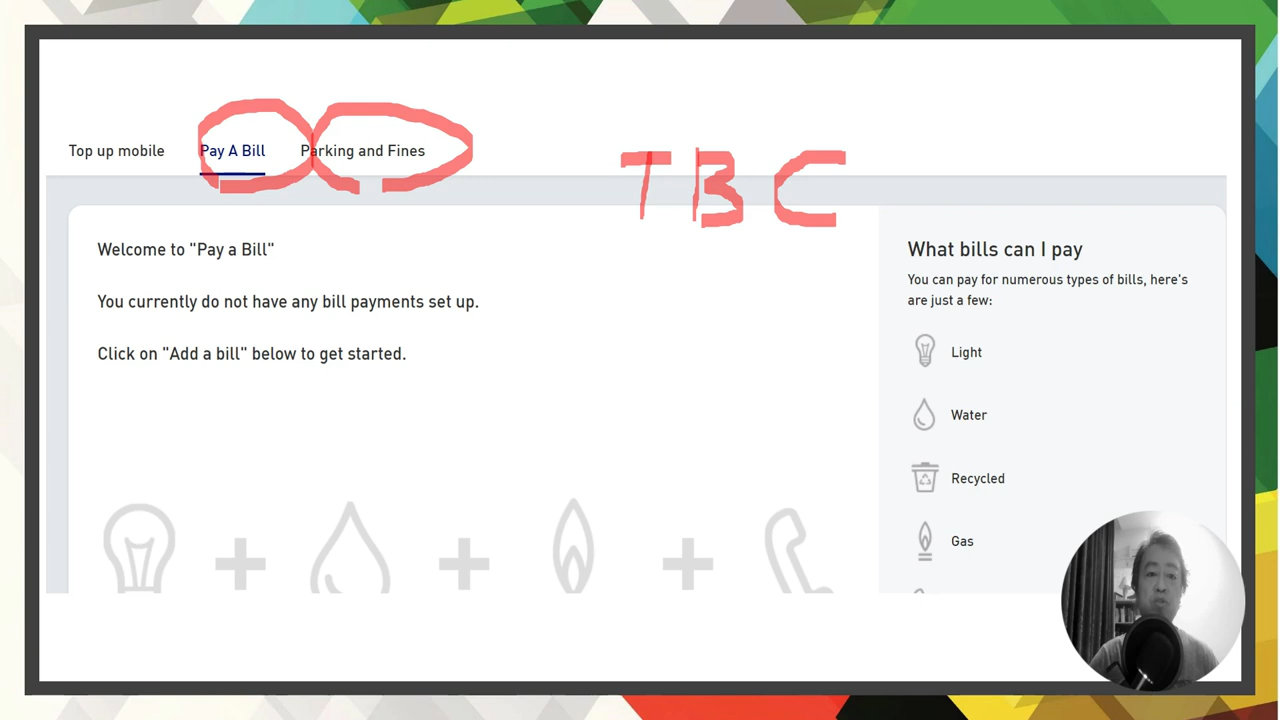 Top up mobile Pay A Bill Parking and Fines
TBC
Welcome to "Pay a Bill"
You currently do not have any bill payments set up.
Click on "Add a bill" below to get started.
What bills can I pay
You can pay for numerous types of bills, here's
are just a few:
Light
Water
Recycled
Gas